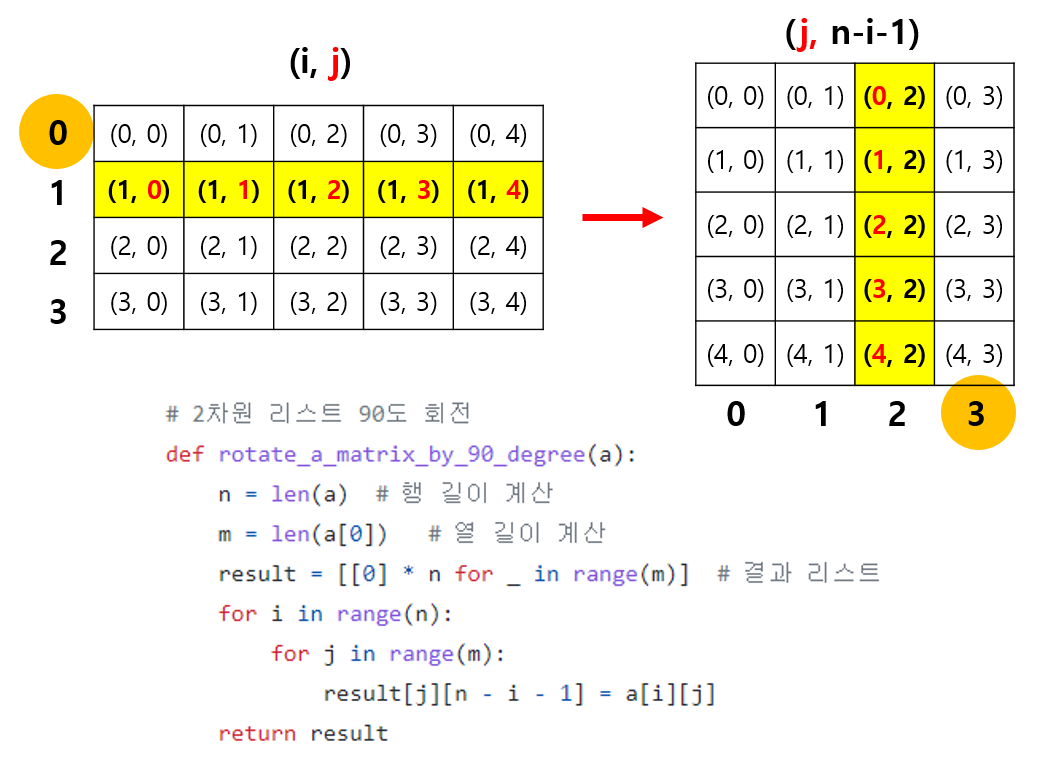 (i, j)
0 (0, 0) (0, 1) (0, 2) (0, 3) (0, 4)
1 (1, 0) (1, 1) (1, 2) (1, 3) (1, 4)
2 (2, 0) (2, 1) (2, 2) (2, 3) (2, 4)
3 (3, 0) (3, 1) (3, 2) (3, 3) (3, 4)
(j, n-i-1)
(0, 0) (0, 1) (0, 2) (0, 3)
(1, 0) (1, 1) (1, 2) (1, 3)
(2, 0) (2, 1) (2, 2) (2, 3)
(3, 0) (3, 1) (3, 2) (3, 3)
(4, 0) (4, 1) (4, 2) (4, 3)
0 1 2 3
# 2차원 리스트 90도 회전
def rotate_a_matrix_by_90_degree(a):
    n = len(a)  # 행 길이 계산
    m = len(a[0])   # 열 길이 계산
    result = [[0] * n for _ in range(m)]  # 결과 리스트
    for i in range(n):
        for j in range(m):
            result[j][n - i - 1] = a[i][j]
    return result